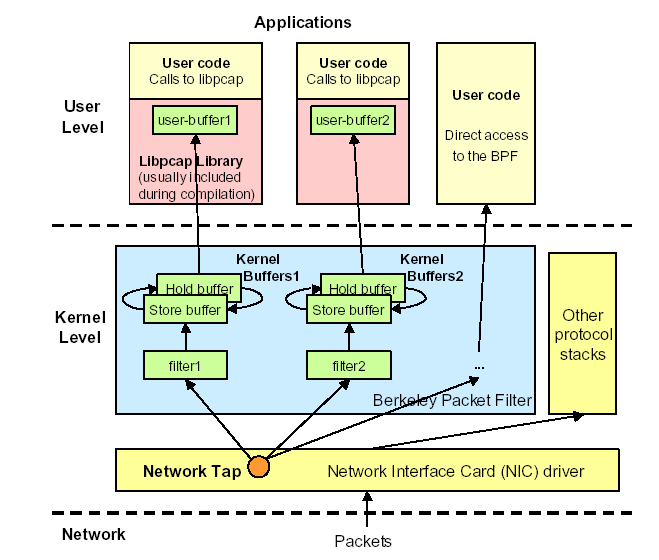 Applications
User code
Calls to libpcap
User code
Calls to libpcap
User code
Direct access
to the BPF
User
Level
user-buffer1
user-buffer2
Libpcap Library
(usually included
during compilation)
Kernel
Buffers1
Kernel
Buffers2
Hold buffer
Store buffer
Hold buffer
Store buffer
Kernel
Level
filter1
filter2
...
Berkeley Packet Filter
Other
protocol
stacks
Network Tap
Network Interface Card (NIC) driver
Network
Packets